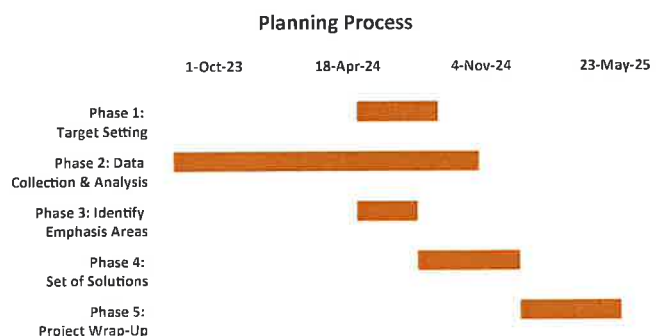 Planning Process
1-Oct-23 18-Apr-24 4-Nov-24 23-May-25
Phase 1:
Target Setting
Phase 2: Data
Collection & Analysis
Phase 3: Identify
Emphasis Areas
Phase 4:
Set of Solutions
Phase 5:
Project Wrap-Up